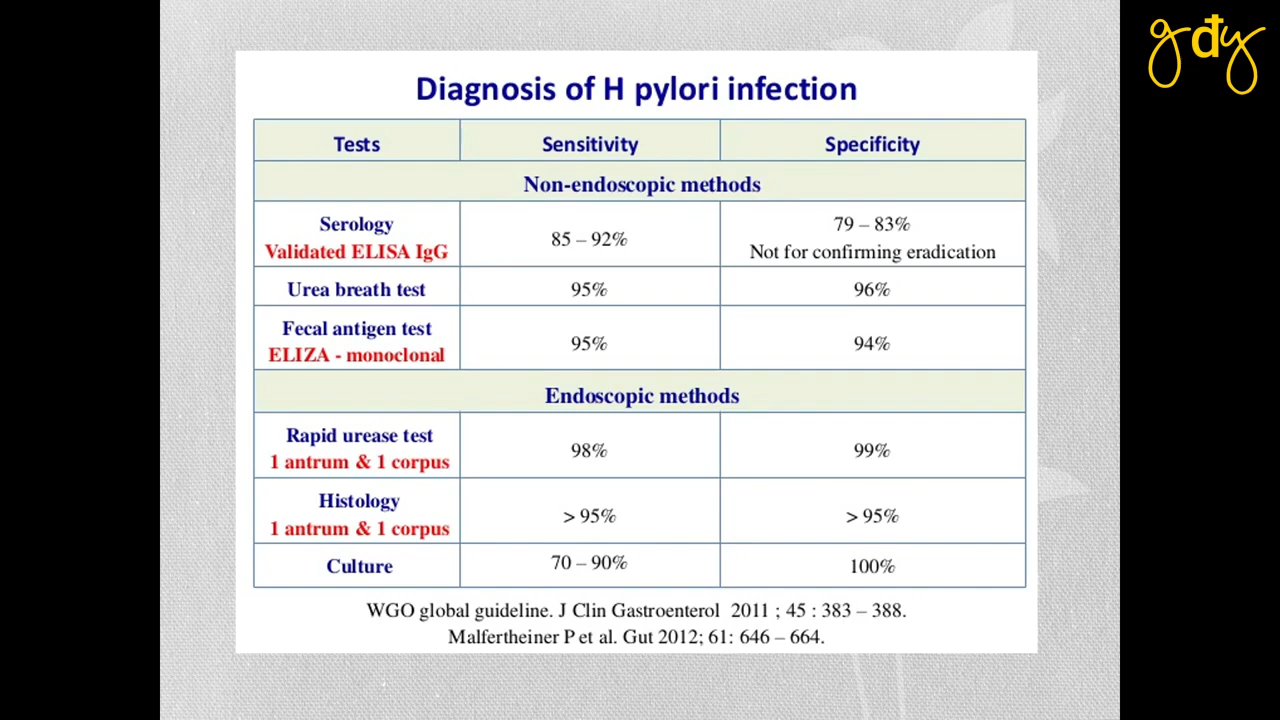 gdy
Diagnosis of H pylori infection
Tests Sensitivity Specificity
Non-endoscopic methods
Serology
Validated ELISA IgG
85 – 92%
79 – 83%
Not for confirming eradication
Urea breath test 95% 96%
Fecal antigen test
ELIZA - monoclonal
95% 94%
Endoscopic methods
Rapid urease test
1 antrum & 1 corpus
98% 99%
Histology
1 antrum & 1 corpus
> 95% > 95%
Culture 70 – 90% 100%
WGO global guideline. J Clin Gastroenterol 2011 ; 45 : 383 – 388.
Malfertheiner P et al. Gut 2012; 61: 646 – 664.